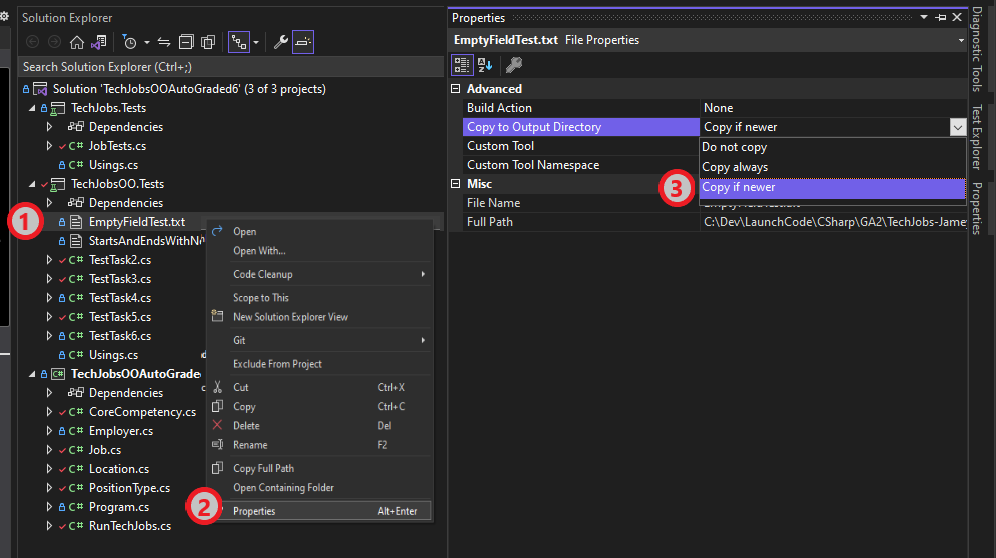 Solution Explorer
Search Solution Explorer (Ctrl+;)
Solution 'TechJobsOOAutoGraded6' (3 of 3 projects)
TechJobs.Tests
Dependencies
JobTests.cs
Usings.cs
TechJobsOO.Tests
Dependencies
1
EmptyFieldTest.txt
StartsAndEndsWithN
TestTask2.cs
TestTask3.cs
TestTask4.cs
TestTask5.cs
TestTask6.cs
Usings.cs
TechJobsOOAutoGrade
Dependencies
CoreCompetency.cs
Employer.cs
Job.cs
Location.cs
PositionType.cs
Program.cs
RunTechJobs.cs
Open
Open With...
Code Cleanup
Scope to This
New Solution Explorer View
Git
Exclude From Project
Cut Ctrl+X
Copy Ctrl+C
Delete Del
Rename F2
Copy Full Path
Open Containing Folder
2
Properties Alt+Enter
Properties
EmptyFieldTest.txt File Properties
Advanced
Build Action None
Copy to Output Directory Copy if newer
Custom Tool
Custom Tool Namespace
Do not copy
Copy always
3
Copy if newer
Misc
File Name
Full Path C:\Dev\LaunchCode\CSharp\GA2\TechJobs-Jame
Diagnostic Tools
Test Explorer
Properties